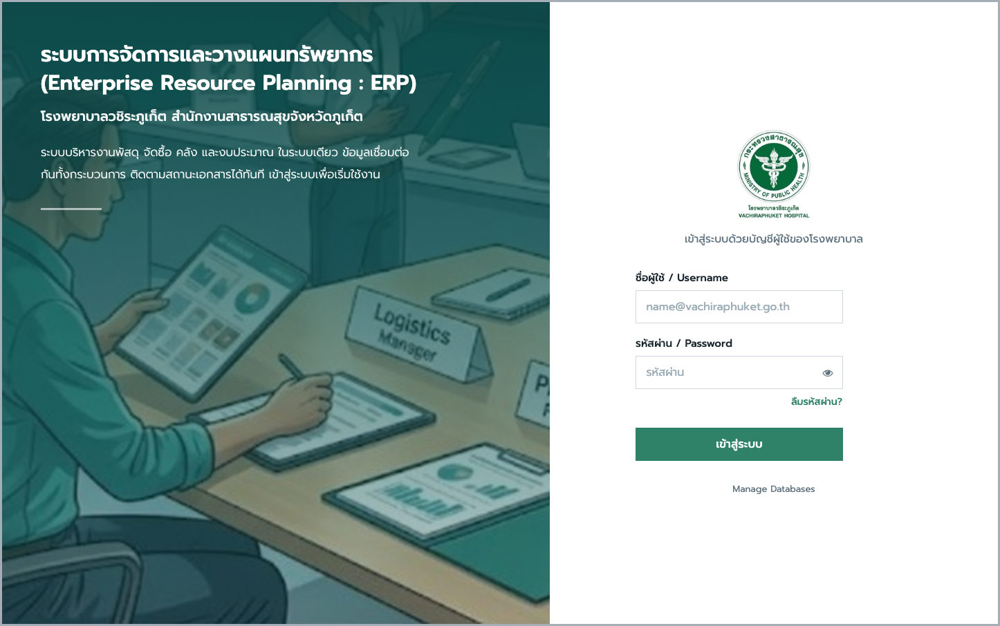 ระบบการจัดการและวางแผนทรัพยากร
(Enterprise Resource Planning : ERP)
โรงพยาบาลวชิระภูเก็ต สำนักงานสาธารณสุขจังหวัดภูเก็ต
ระบบบริหารงานพัสดุ จัดซื้อ คลัง และงบประมาณ ในระบบเดียว ข้อมูลเชื่อมต่อ
กันทั้งกระบวนการ ติดตามสถานะเอกสารได้ทันที เข้าสู่ระบบเพื่อเริ่มใช้งาน
Logistics
Manager
กระทรวงสาธารณสุข
MINISTRY OF PUBLIC HEALTH
โรงพยาบาลวชิระภูเก็ต
VACHIRAPHUKET HOSPITAL
เข้าสู่ระบบด้วยบัญชีผู้ใช้ของโรงพยาบาล
ชื่อผู้ใช้ / Username
name@vachiraphuket.go.th
รหัสผ่าน / Password
รหัสผ่าน
ลืมรหัสผ่าน?
เข้าสู่ระบบ
Manage Databases